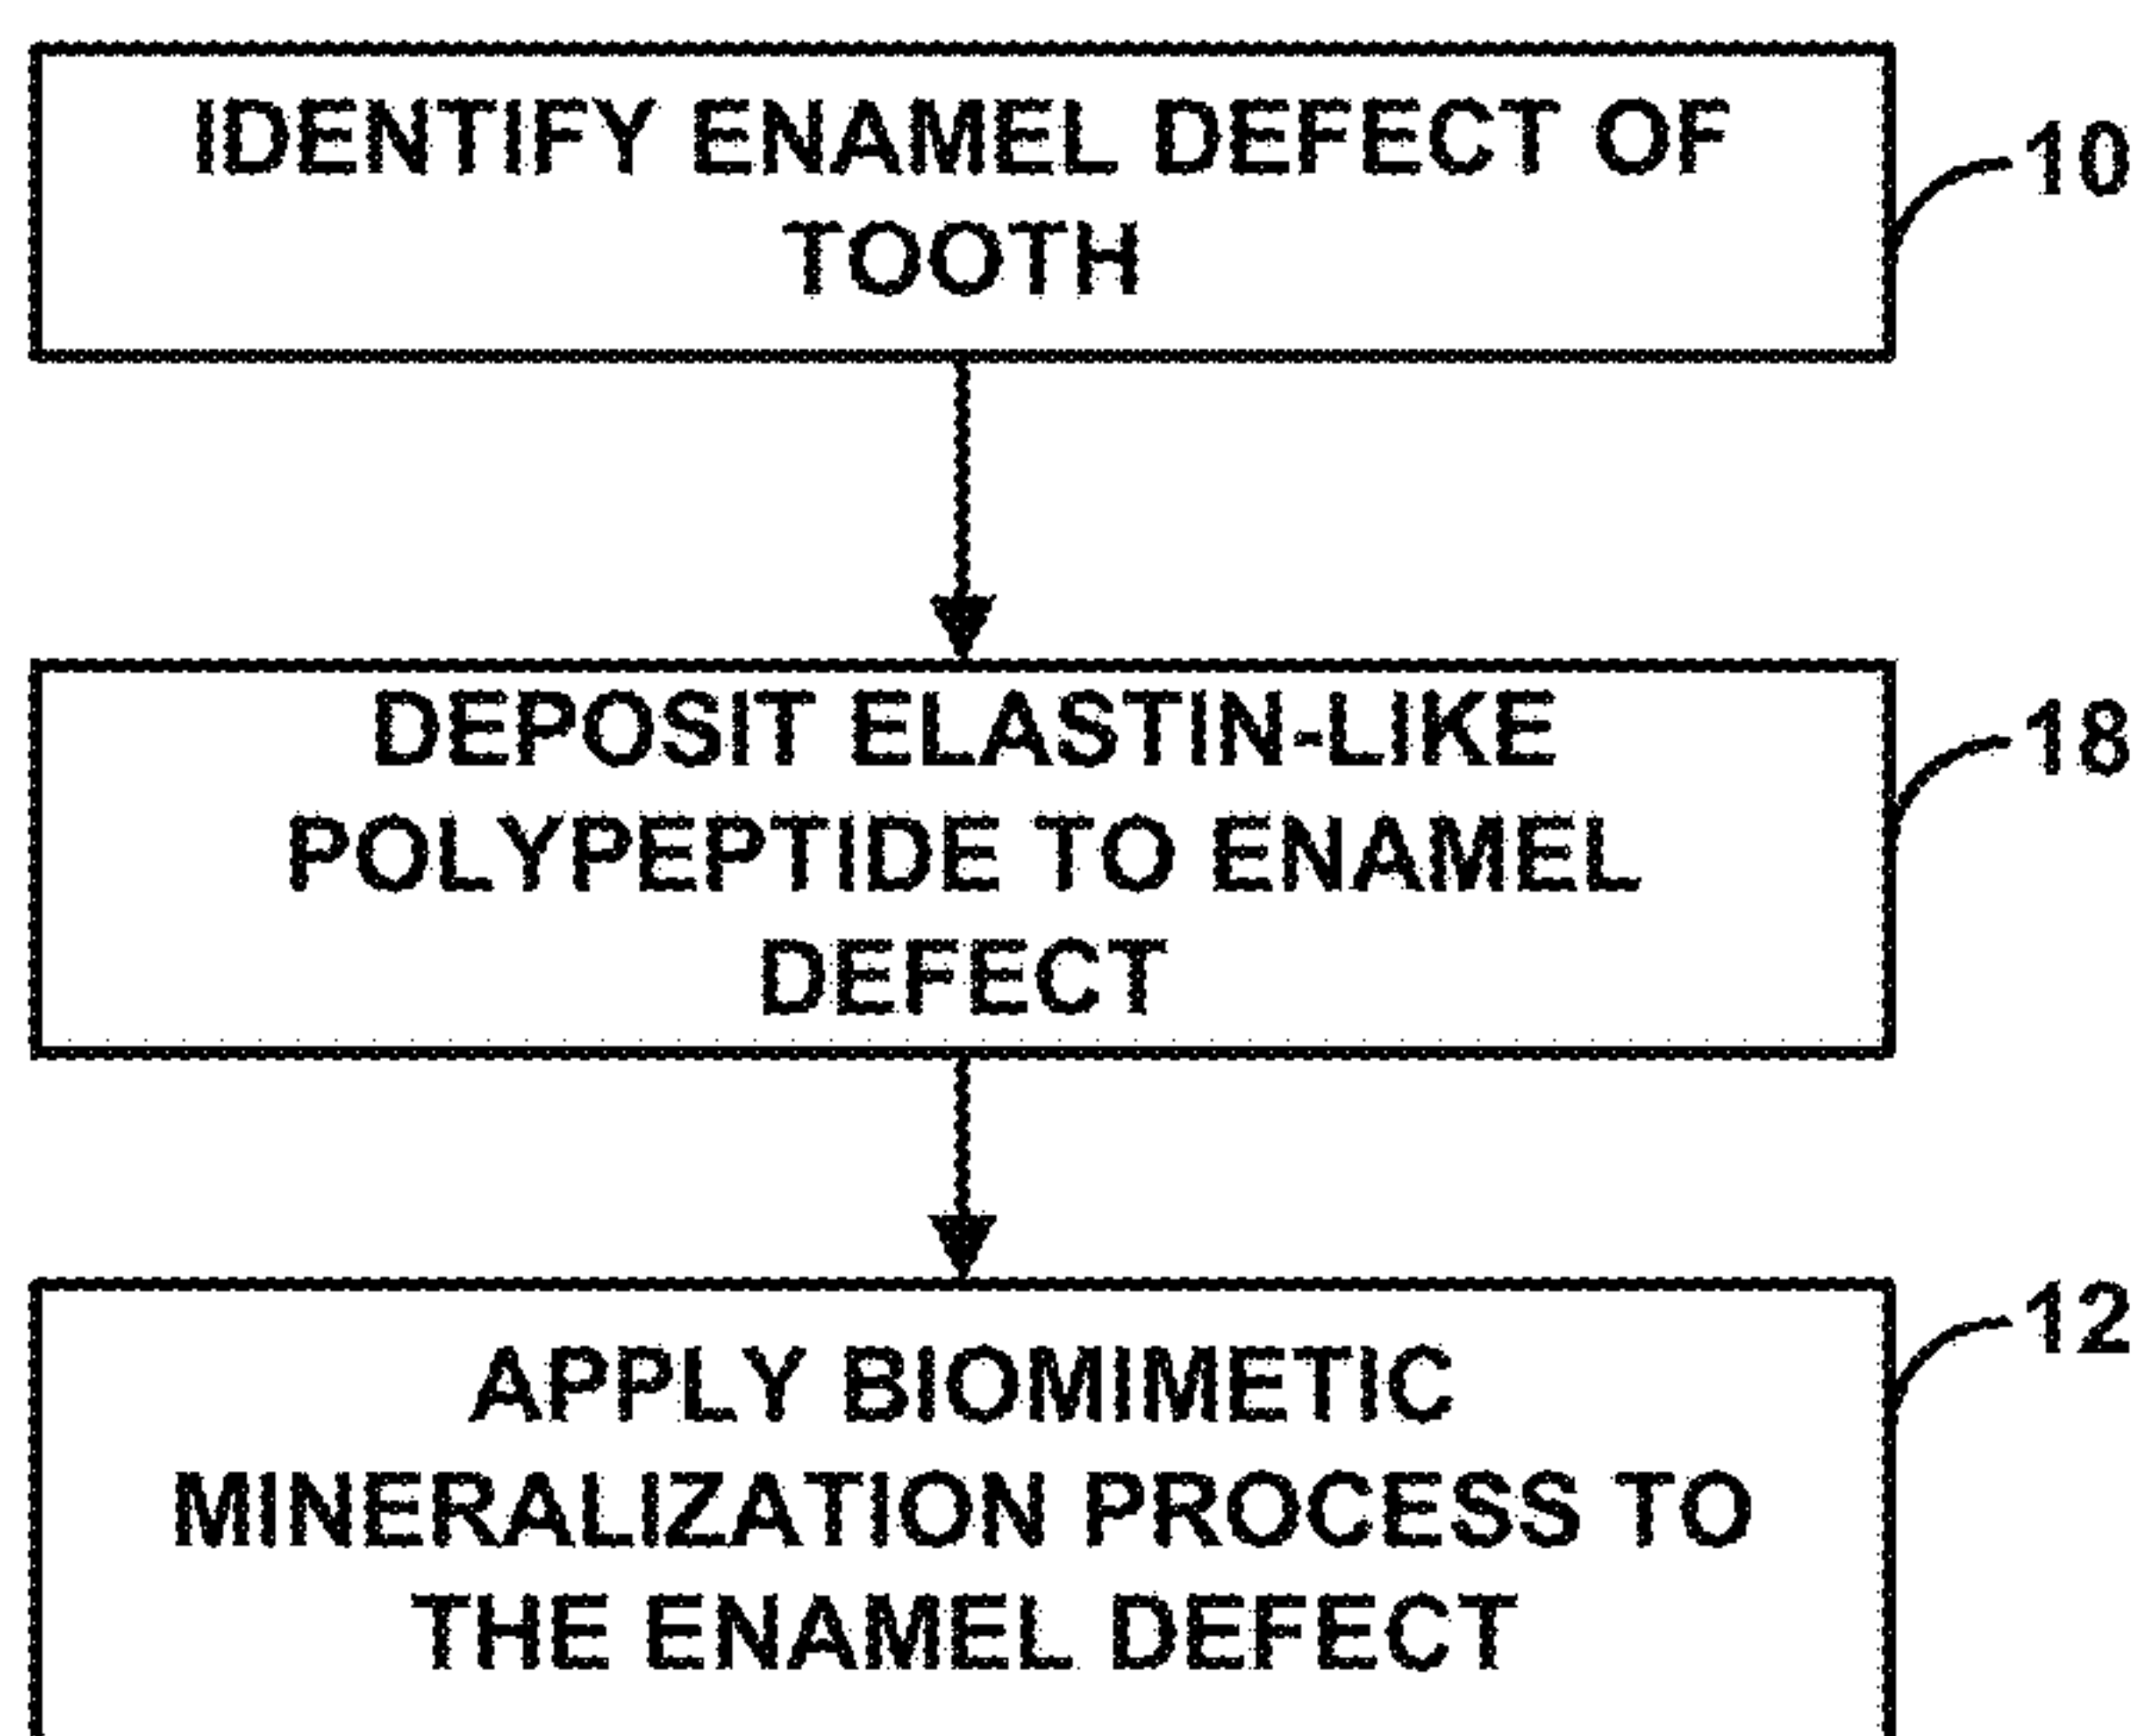 IDENTIFY ENAMEL DEFECT OF
TOOTH
10
DEPOSIT ELASTIN-LIKE
POLYPEPTIDE TO ENAMEL
DEFECT
18
APPLY BIOMIMETIC
MINERALIZATION PROCESS TO
THE ENAMEL DEFECT
12